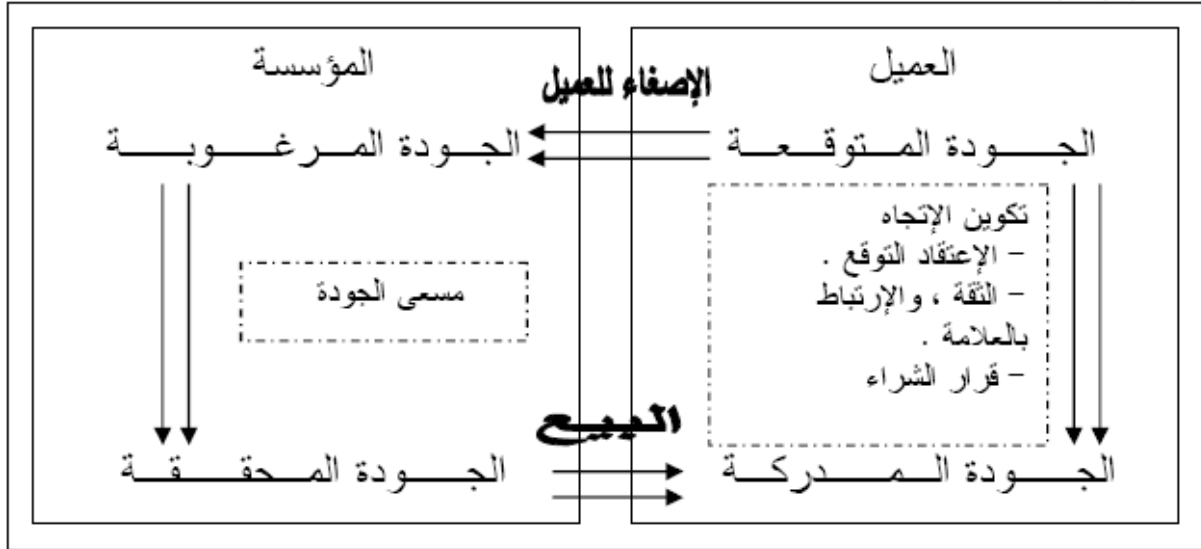 العميل
المؤسسة
الإصغاء للعميل
الجودة المتوقعة
الجودة المرغوبة
تكوين الإتجاه
- الإعتقاد التوقع .
- الثقة ، والإرتباط
بالعلامة .
- قرار الشراء
مسعى الجودة
البيع
الجودة المدركة
الجودة المحققة